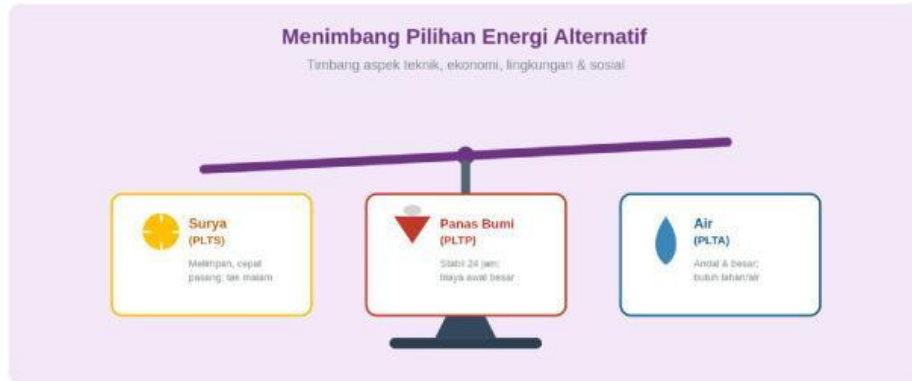 Menimbang Pilihan Energi Alternatif
Timbang aspek teknik, ekonomi, lingkungan & sosial
Surya
(PLTS)
Melimpah, cepat
pasang; tak malam
Panas Bumi
(PLTP)
Stabil 24 jam;
biaya awal besar
Air
(PLTA)
Andal & besar;
butuh lahan/air